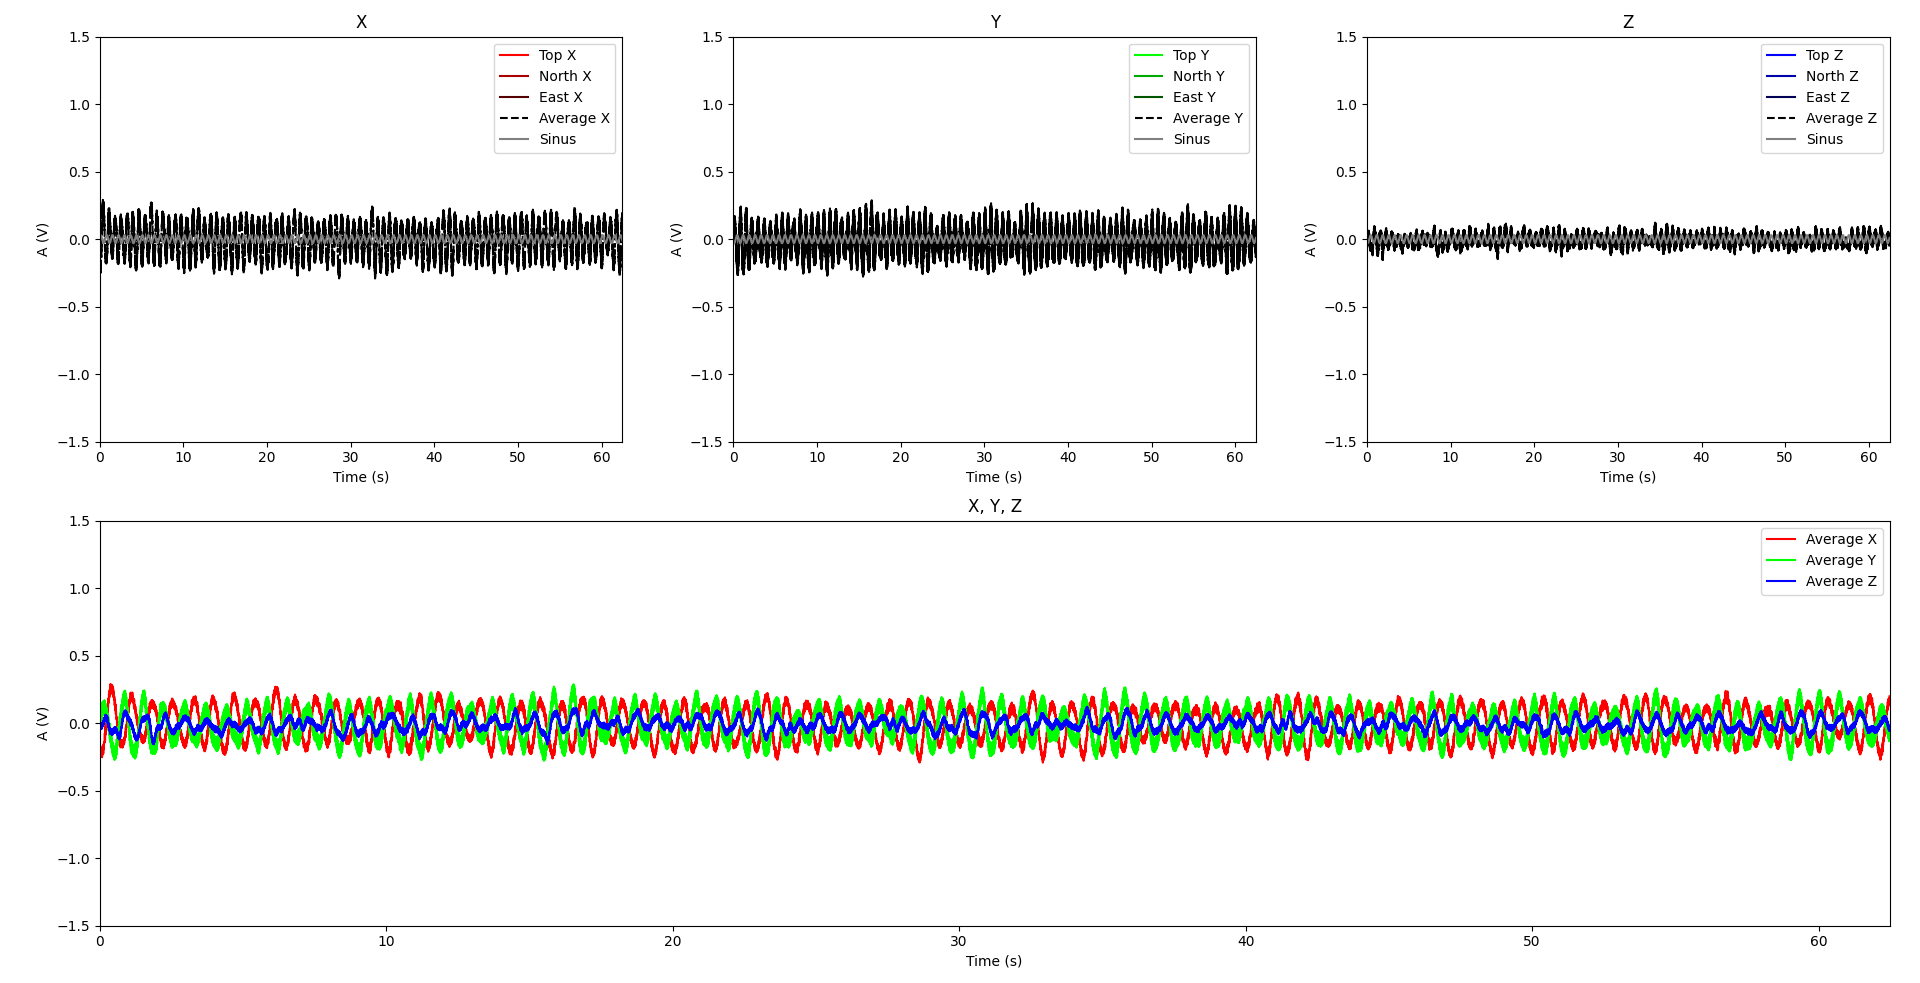 X
1.5
1.0
0.5
0.0
−0.5
−1.0
−1.5
A (V)
0 10 20 30 40 50 60
Time (s)
Top X
North X
East X
Average X
Sinus
Y
1.5
1.0
0.5
0.0
−0.5
−1.0
−1.5
A (V)
0 10 20 30 40 50 60
Time (s)
Top Y
North Y
East Y
Average Y
Sinus
Z
1.5
1.0
0.5
0.0
−0.5
−1.0
−1.5
A (V)
0 10 20 30 40 50 60
Time (s)
Top Z
North Z
East Z
Average Z
Sinus
X, Y, Z
1.5
1.0
0.5
0.0
−0.5
−1.0
−1.5
A (V)
0 10 20 30 40 50 60
Time (s)
Average X
Average Y
Average Z